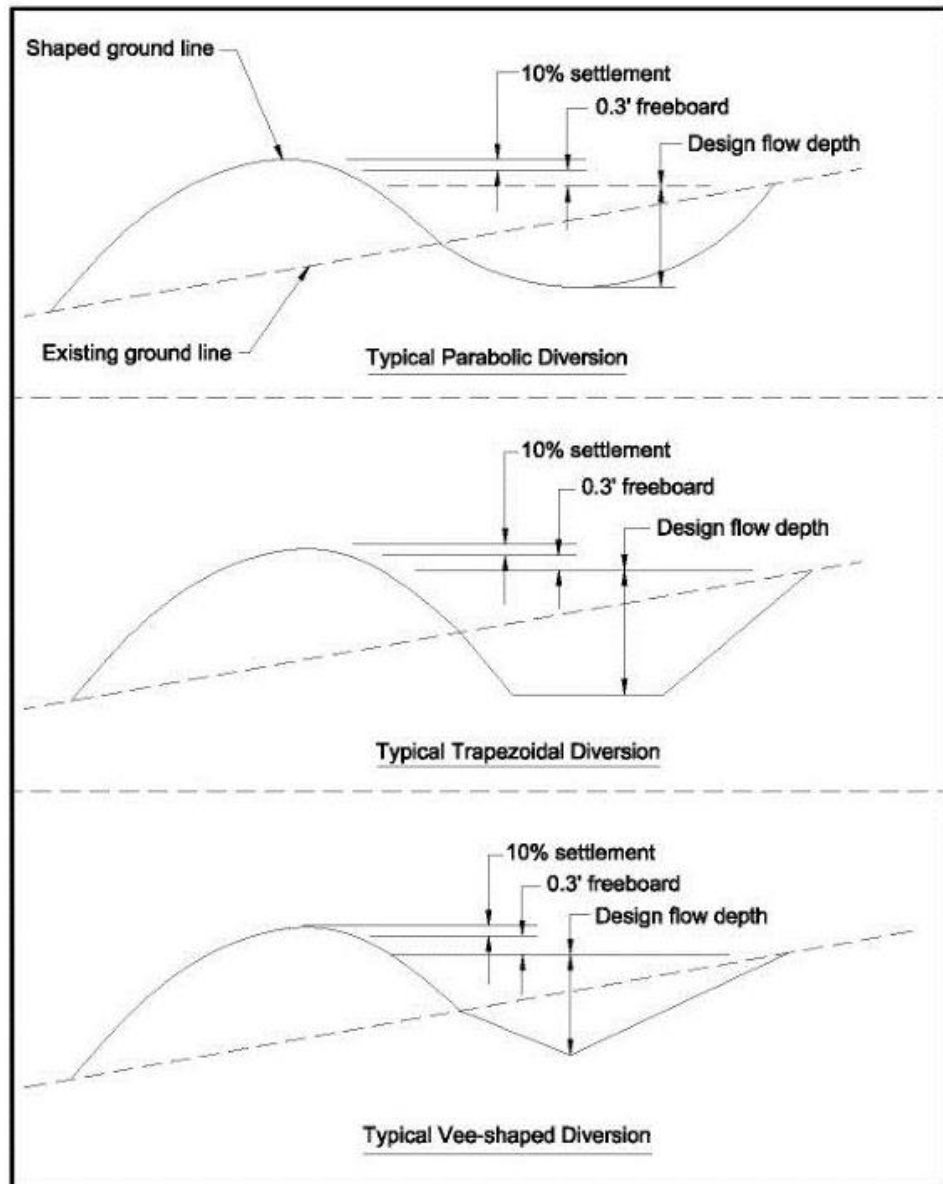 Shaped ground line
10% settlement
0.3' freeboard
Design flow depth
Existing ground line
Typical Parabolic Diversion
10% settlement
0.3' freeboard
Design flow depth
Typical Trapezoidal Diversion
10% settlement
0.3' freeboard
Design flow depth
Typical Vee-shaped Diversion